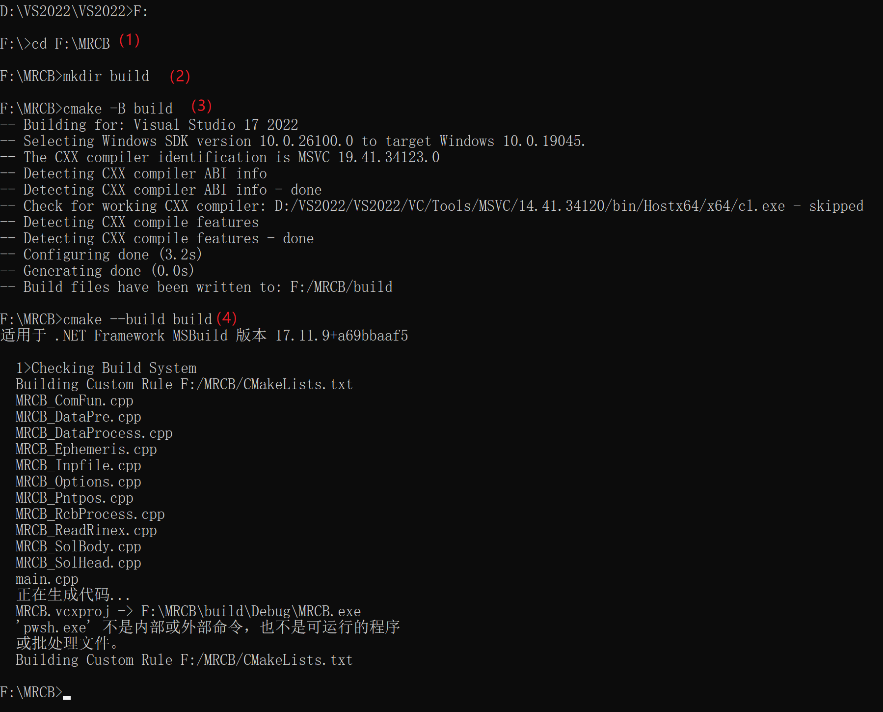 D:\VS2022\VS2022>F:
F:\>cd F:\MRCB (1)
F:\MRCB>mkdir build (2)
F:\MRCB>cmake -B build (3)
-- Building for: Visual Studio 17 2022
-- Selecting Windows SDK version 10.0.26100.0 to target Windows 10.0.19045.
-- The CXX compiler identification is MSVC 19.41.34123.0
-- Detecting CXX compiler ABI info
-- Detecting CXX compiler ABI info - done
-- Check for working CXX compiler: D:/VS2022/VS2022/VC/Tools/MSVC/14.41.34120/bin/Hostx64/x64/cl.exe - skipped
-- Detecting CXX compile features
-- Detecting CXX compile features - done
-- Configuring done (3.2s)
-- Generating done (0.0s)
-- Build files have been written to: F:/MRCB/build
F:\MRCB>cmake --build build (4)
适用于 .NET Framework MSBuild 版本 17.11.9+a69bbaaf5
1>Checking Build System
Building Custom Rule F:/MRCB/CMakeLists.txt
MRCB_ComFun.cpp
MRCB_DataPre.cpp
MRCB_DataProcess.cpp
MRCB_Ephemeris.cpp
MRCB_Inpfile.cpp
MRCB_Options.cpp
MRCB_Pntpos.cpp
MRCB_RcbProcess.cpp
MRCB_ReadRinex.cpp
MRCB_SolBody.cpp
MRCB_SolHead.cpp
main.cpp
正在生成代码...
MRCB.vcxproj -> F:\MRCB\build\Debug\MRCB.exe
'pwsh.exe' 不是内部或外部命令，也不是可运行的程序
或批处理文件。
Building Custom Rule F:/MRCB/CMakeLists.txt
F:\MRCB>